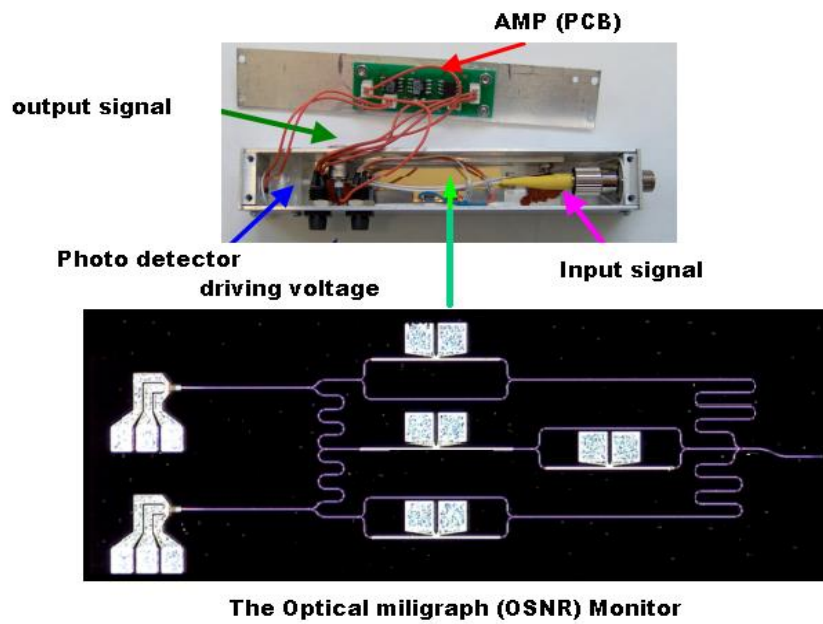 AMP (PCB)
output signal
Photo detector
driving voltage
Input signal
The Optical miligraph (OSNR) Monitor